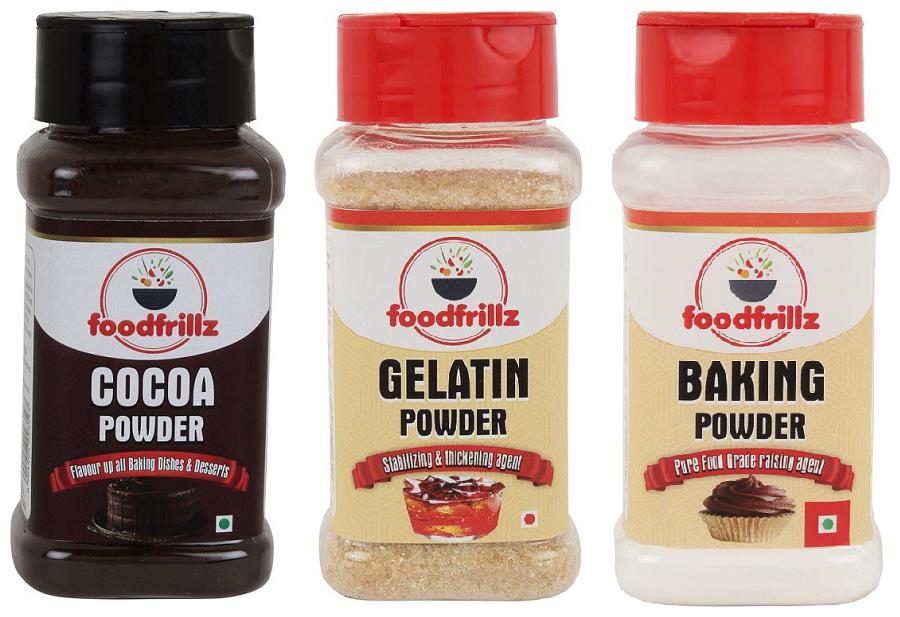 foodfrillz
COCOA
POWDER
Flavour up all Baking Dishes & Desserts
foodfrillz
GELATIN
POWDER
Stabilizing & thickening agent
foodfrillz
BAKING
POWDER
Pure Food Grade raising agent